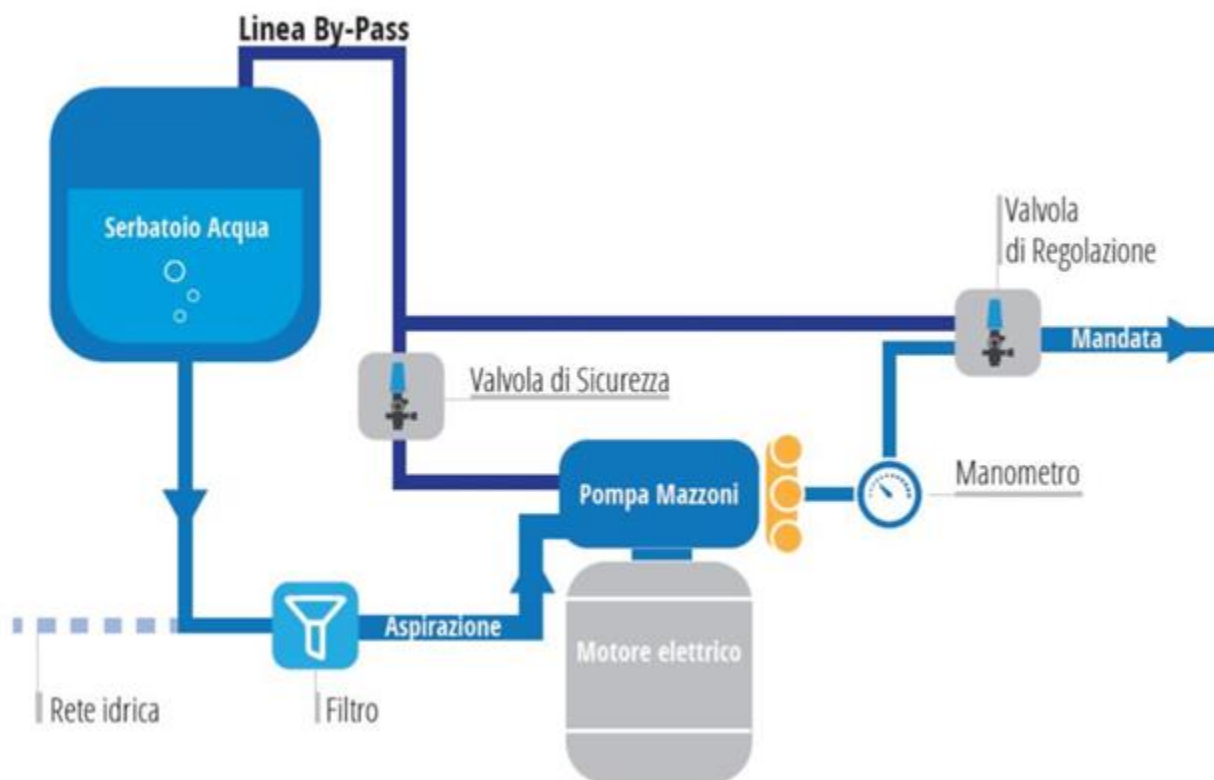 Linea By-Pass
Serbatoio Acqua
Valvola
di Regolazione
Mandata
Valvola di Sicurezza
Pompa Mazzoni
Manometro
Aspirazione
Motore elettrico
Rete idrica
Filtro